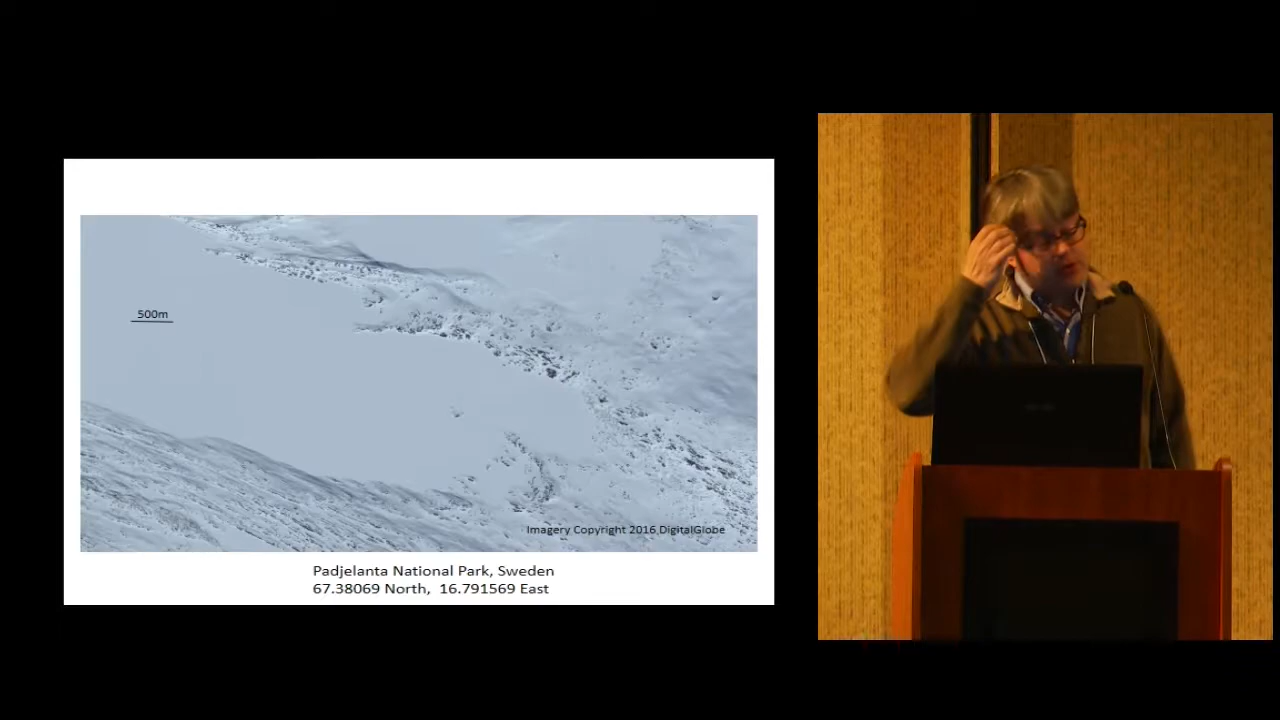 500m
Imagery Copyright 2016 DigitalGlobe
Padjelanta National Park, Sweden
67.38069 North, 16.791569 East